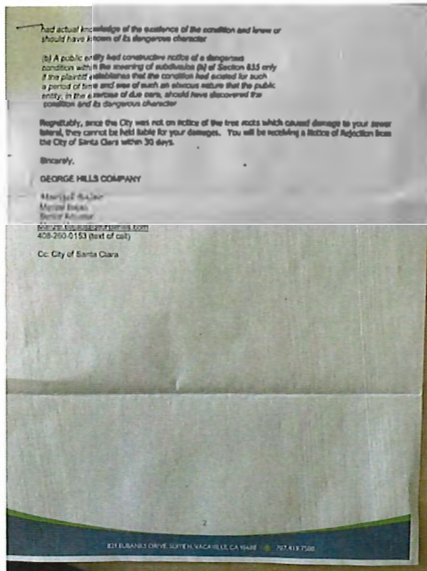 had actual knowledge of the existence of the condition and knew or
should have known of its dangerous character
(b) A public entity had constructive notice of a dangerous
condition within the meaning of subdivision (b) of Section 835 only
if the plaintiff establishes that the condition had existed for such
a period of time and was of such an obvious nature that the public
entity, in the exercise of due care, should have discovered the
condition and its dangerous character
Regrettably, since the City was not on notice of the tree roots which caused damage to your sewer
lateral, they cannot be held liable for your damages. You will be receiving a Notice of Rejection from
the City of Santa Clara within 30 days.
Sincerely,
GEORGE HILLS COMPANY
Senior Adjuster
408-260-0153 (text of call)
Cc: City of Santa Clara
2
EUBANKS DRIVE, SUITE H, VACAVILLE, CA